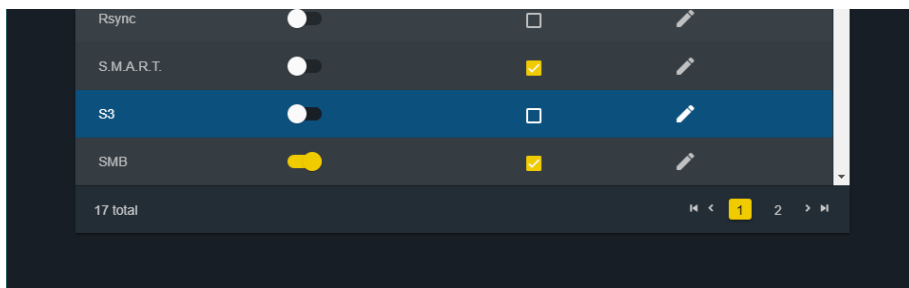 Rsync
S.M.A.R.T.
S3
SMB
17 total
1 2